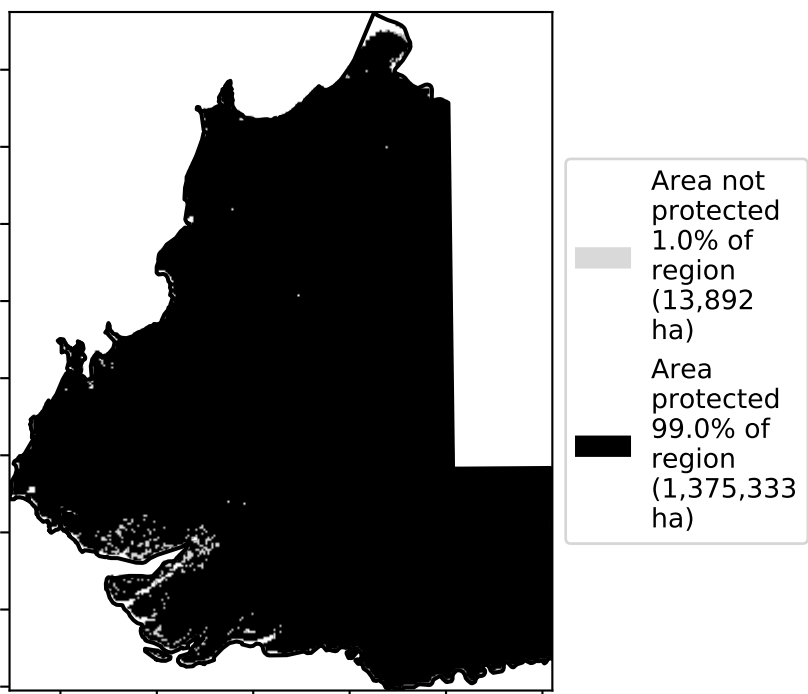 Area not
protected
1.0% of
region
(13,892
ha)
Area
protected
99.0% of
region
(1,375,333
ha)